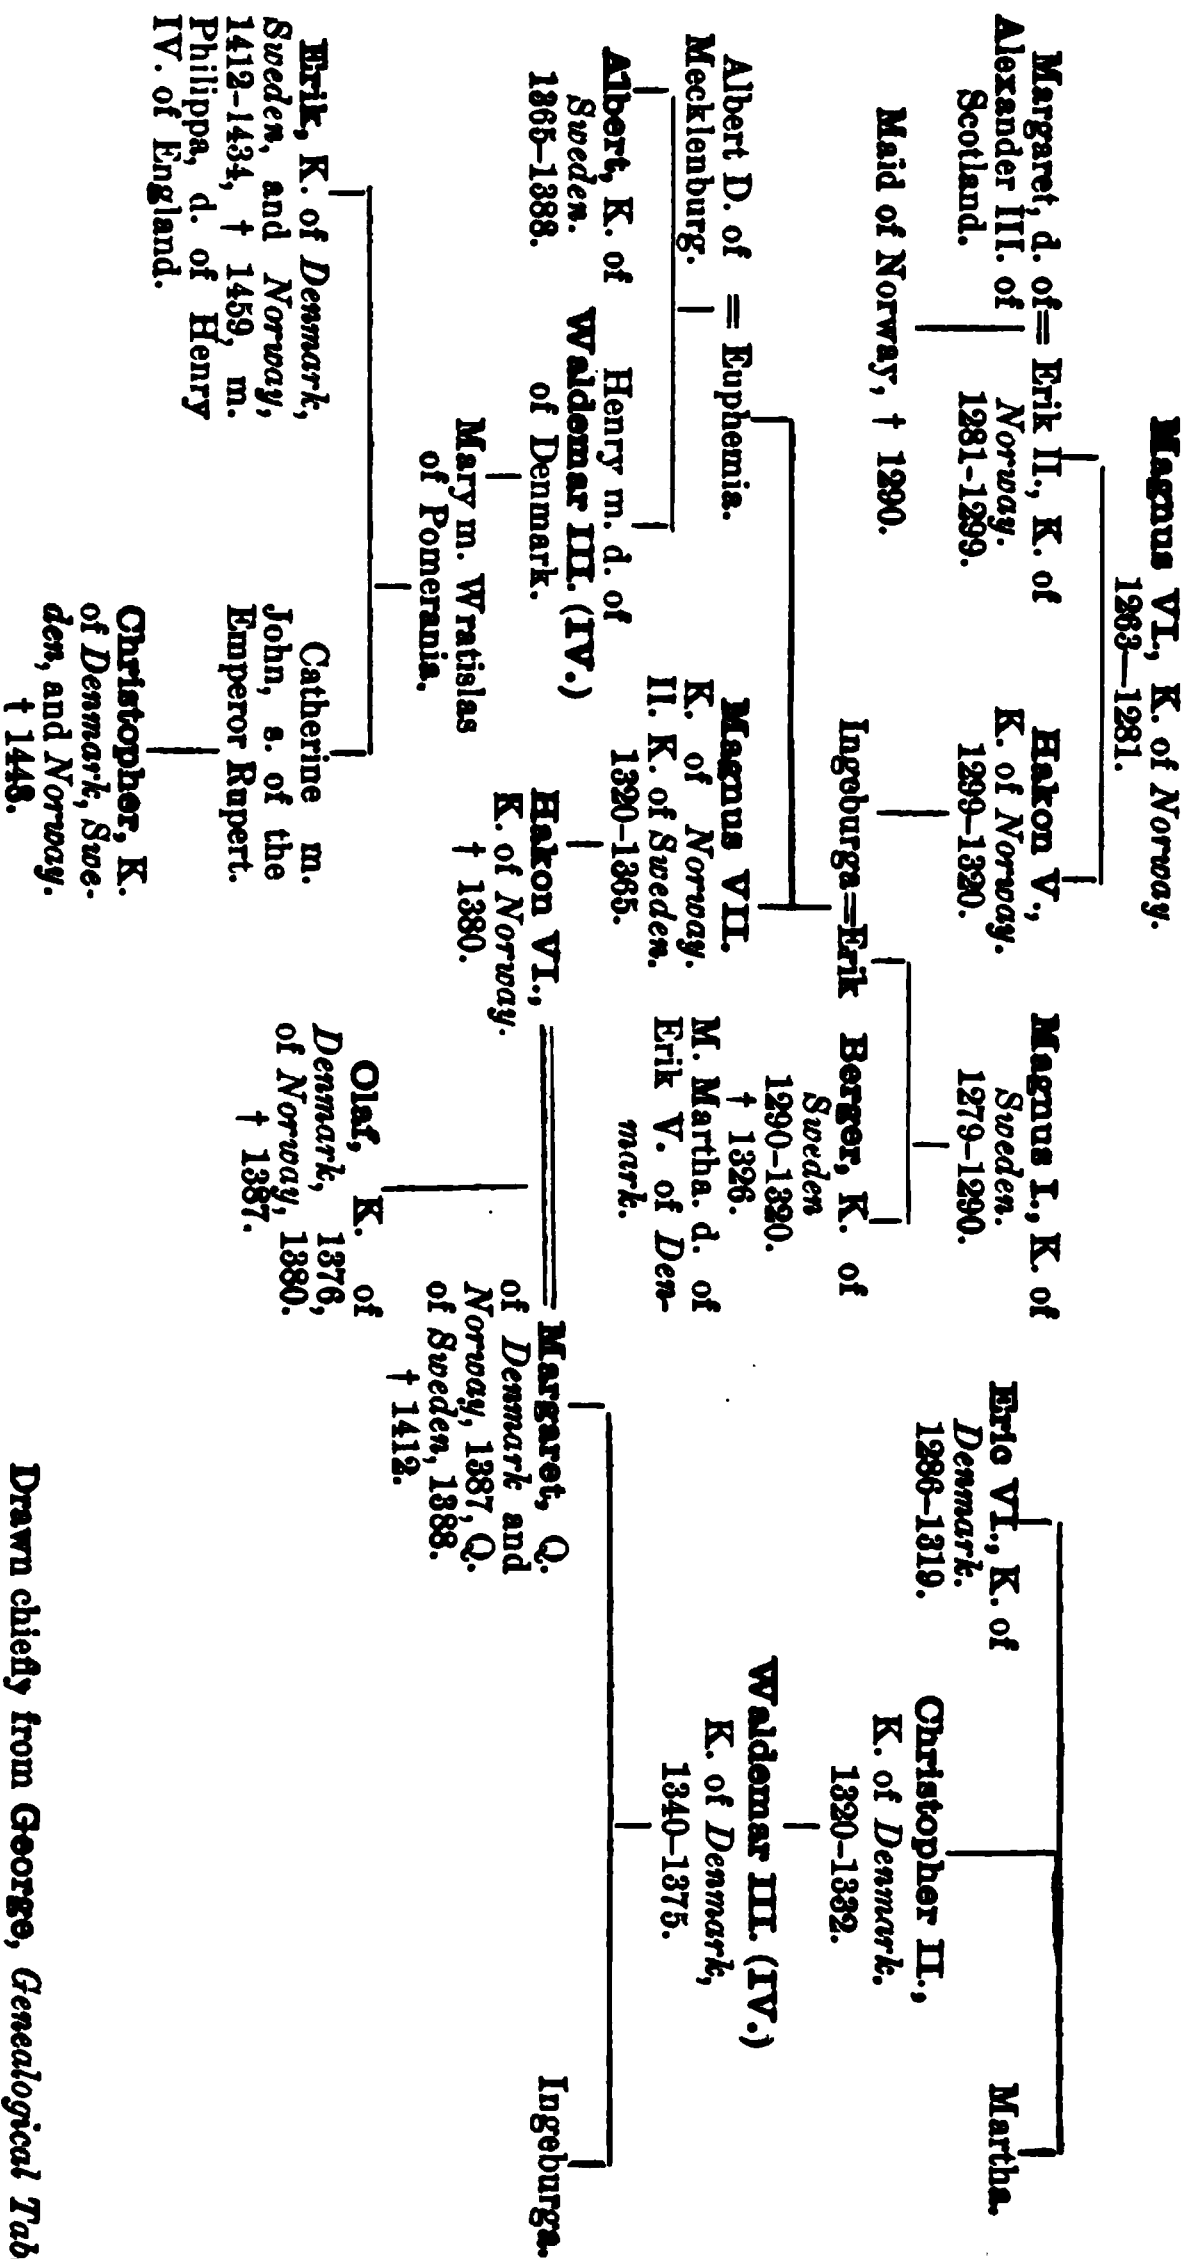 Magnus VI., K. of Norway.
1263—1281.
Margaret, d. of = Erik II., K. of
Alexander III. of Norway.
Scotland. 1281-1299.
Hakon V.,
K. of Norway.
1299-1320.
Magnus I., K. of
Sweden.
1279-1290.
Eric VI., K. of
Denmark.
1286-1319.
Christopher II.,
K. of Denmark.
1320-1332.
Martha.
Maid of Norway, † 1290.
Ingeburga=Erik
Berger, K. of
Sweden
1290-1320.
† 1326.
M. Martha. d. of
Erik V. of Den-
mark.
Waldemar III. (IV.)
K. of Denmark,
1340-1375.
Albert D. of = Euphemia.
Mecklenburg.
Magnus VII.
K. of Norway.
II. K. of Sweden.
1320-1365.
Albert, K. of
Sweden.
1365-1388.
Henry m. d. of
Waldemar III. (IV.)
of Denmark.
Hakon VI.,
K. of Norway.
† 1380.
Margaret, Q.
of Denmark and
Norway, 1387, Q.
of Sweden, 1388.
† 1412.
Ingeburga.
Mary m. Wratislas
of Pomerania.
Olaf, K. of
Denmark, 1376,
of Norway, 1380.
† 1387.
Erik, K. of Denmark,
Sweden, and Norway,
1412-1434, † 1459, m.
Philippa, d. of Henry
IV. of England.
Catherine m.
John, s. of the
Emperor Rupert.
Christopher, K.
of Denmark, Swe-
den, and Norway.
† 1448.
Drawn chiefly from George, Genealogical Tab